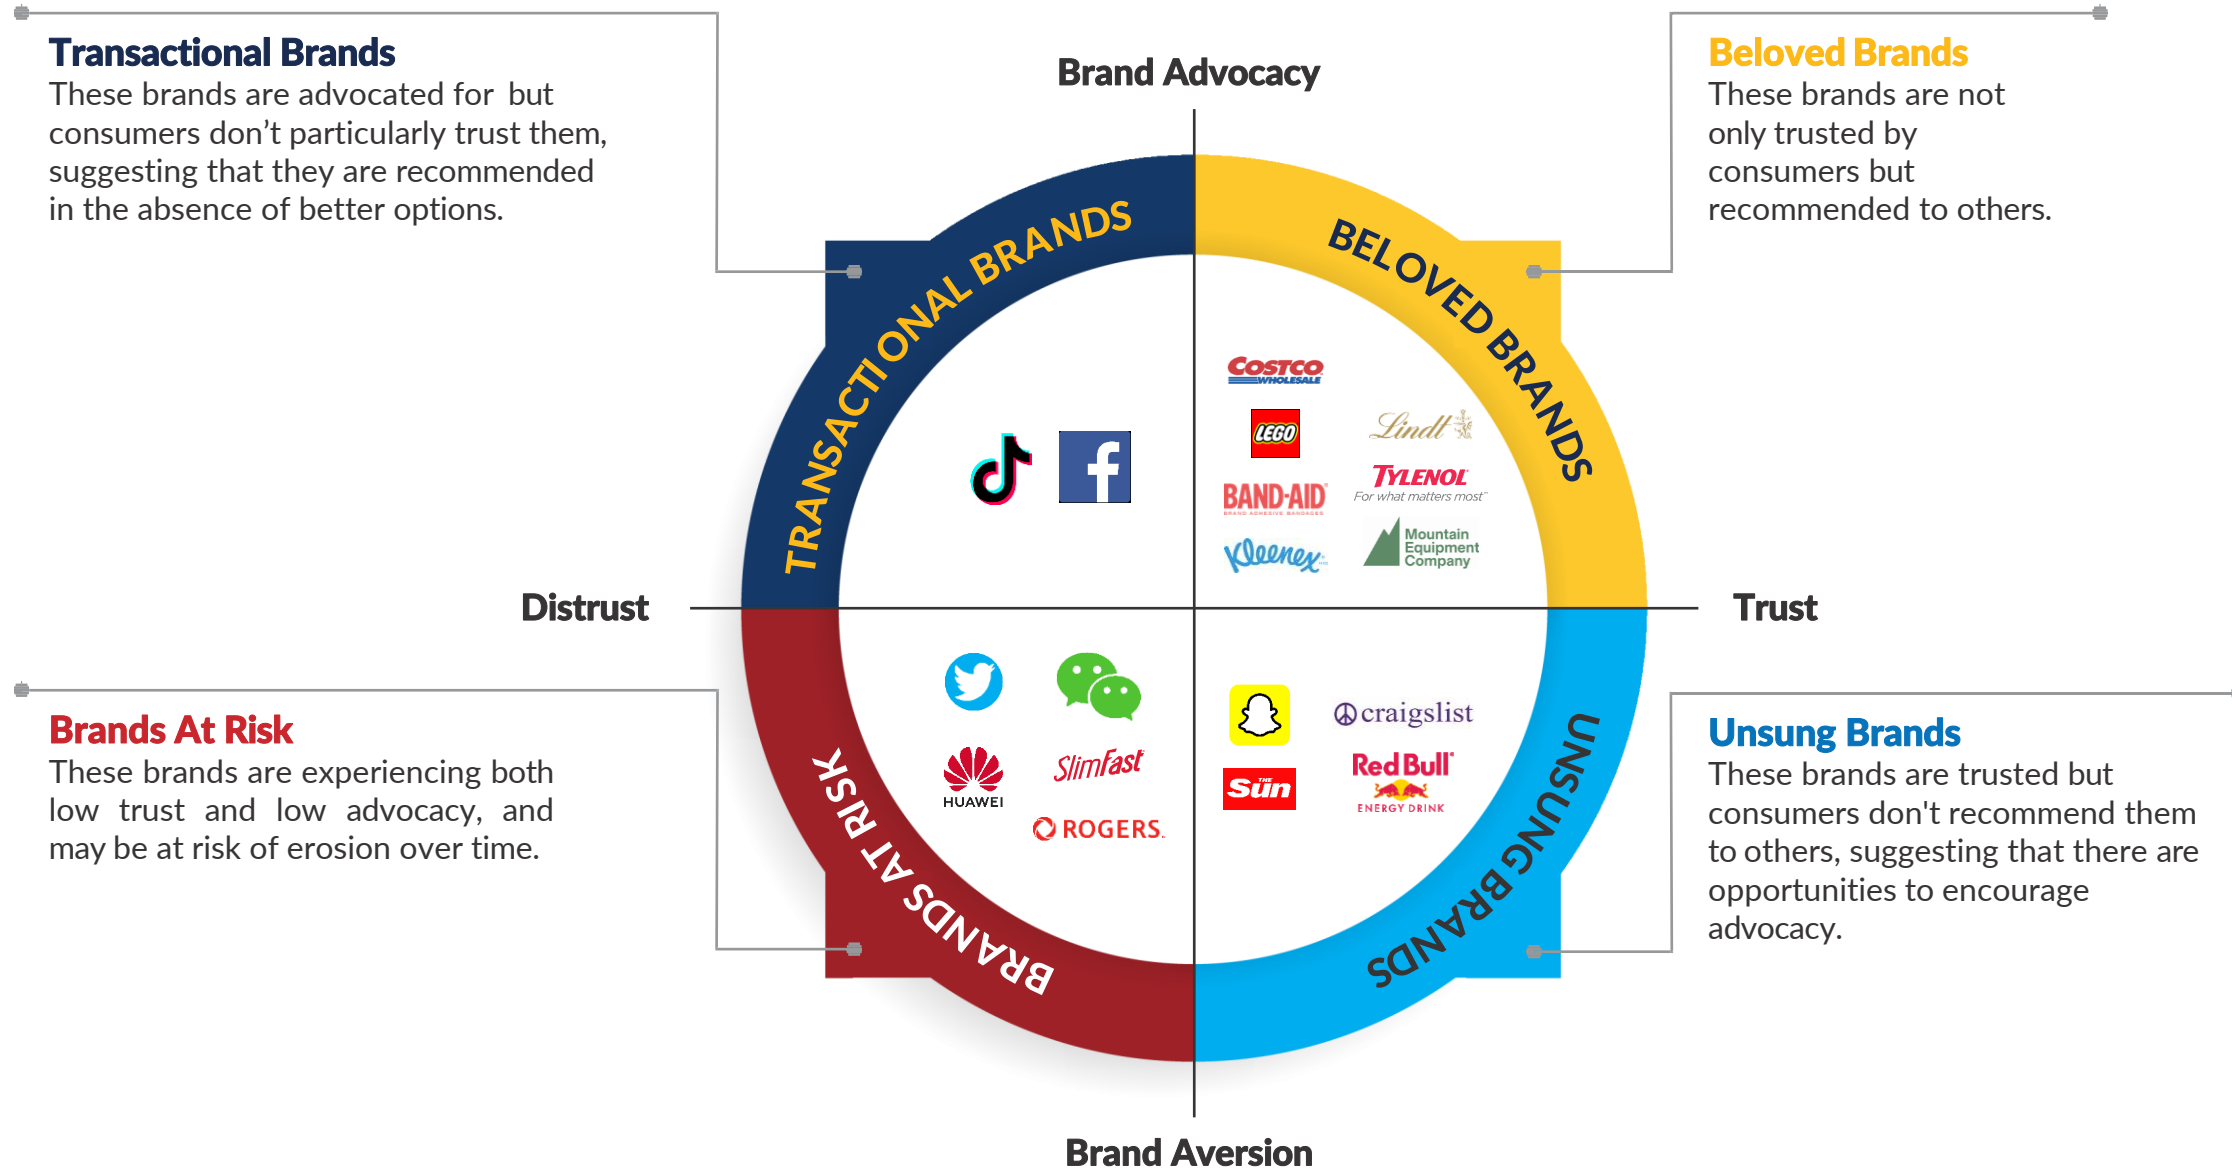 Transactional Brands
These brands are advocated for but
consumers don't particularly trust them,
suggesting that they are recommended
in the absence of better options.
Brand Advocacy
Beloved Brands
These brands are not
only trusted by
consumers but
recommended to others.
TRANSACTIONAL BRANDS
BELOVED BRANDS
COSTCO
WHOLESALE
LEGO
Lindt
BAND-AID
BRAND ADHESIVE BANDAGES
TYLENOL
For what matters most™
Kleenex
Mountain
Equipment
Company
Distrust
Trust
Brands At Risk
These brands are experiencing both
low trust and low advocacy, and
may be at risk of erosion over time.
HUAWEI
SlimFast
ROGERS
craigslist
THE
Sun
Red Bull
ENERGY DRINK
BRANDS AT RISK
UNSUNG BRANDS
Unsung Brands
These brands are trusted but
consumers don't recommend them
to others, suggesting that there are
opportunities to encourage
advocacy.
Brand Aversion